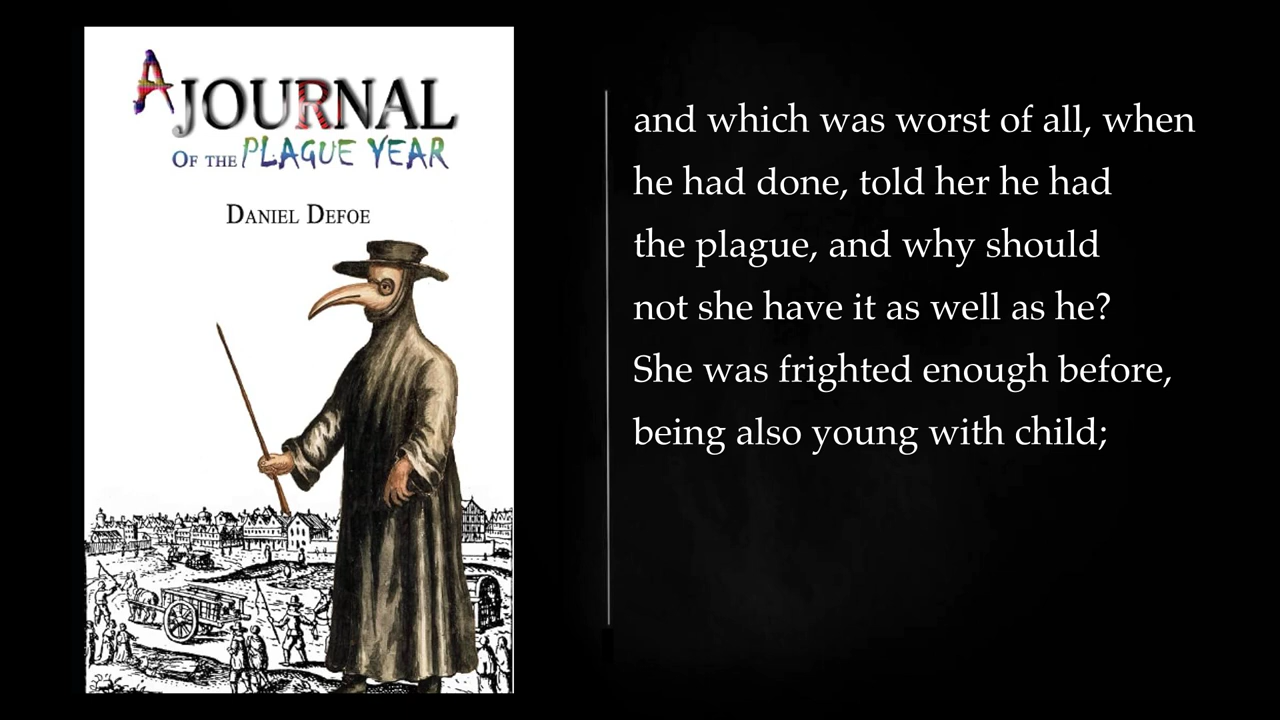 A JOURNAL
OF THE PLAGUE YEAR
DANIEL DEFOE
and which was worst of all, when
he had done, told her he had
the plague, and why should
not she have it as well as he?
She was frighted enough before,
being also young with child;